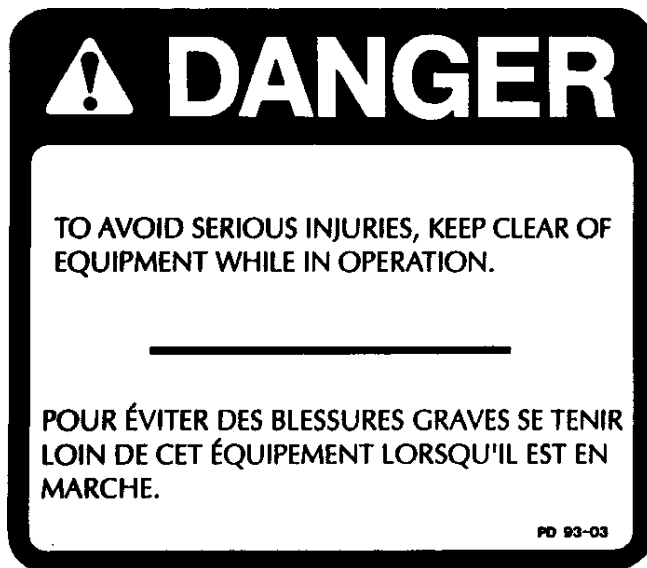 DANGER
TO AVOID SERIOUS INJURIES, KEEP CLEAR OF
EQUIPMENT WHILE IN OPERATION.
POUR ÉVITER DES BLESSURES GRAVES SE TENIR
LOIN DE CET ÉQUIPEMENT LORSQU'IL EST EN
MARCHE.
PD 93-03